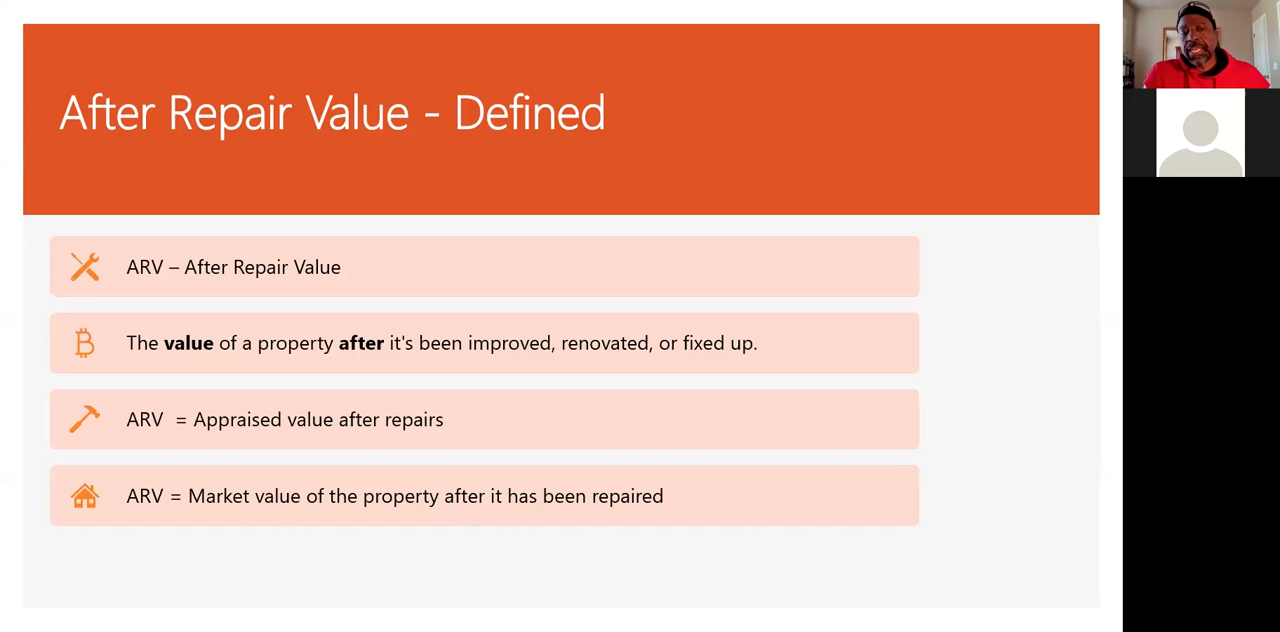 After Repair Value - Defined
ARV – After Repair Value
The value of a property after it's been improved, renovated, or fixed up.
ARV  = Appraised value after repairs
ARV = Market value of the property after it has been repaired